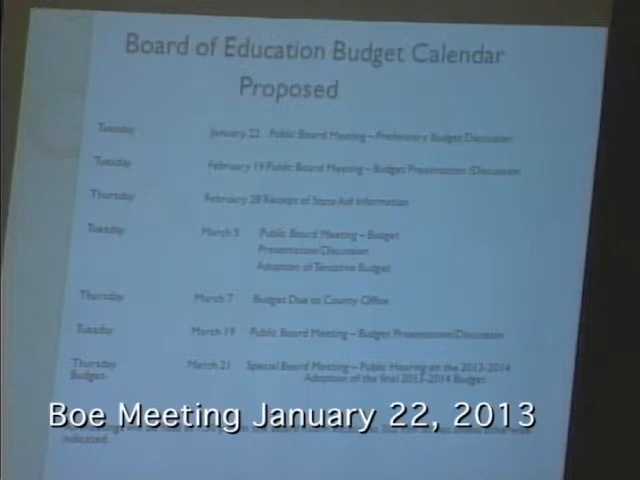 Board of Education Budget Calendar
Proposed
Tuesday January 22 Public Board Meeting – Preliminary Budget Discussion
Tuesday February 19 Public Board Meeting – Budget Presentation /Discussion
Thursday February 28 Receipt of State Aid Information
Tuesday March 5 Public Board Meeting – Budget
Presentation/Discussion
Adoption of Tentative Budget
Thursday March 7 Budget Due to County Office
Tuesday March 19 Public Board Meeting – Budget Presentation/Discussion
Thursday March 21 Special Board Meeting – Public Hearing on the 2013-2014
Budget- Adoption of the final 2013-2014 Budget
Boe Meeting January 22, 2013
indicated.